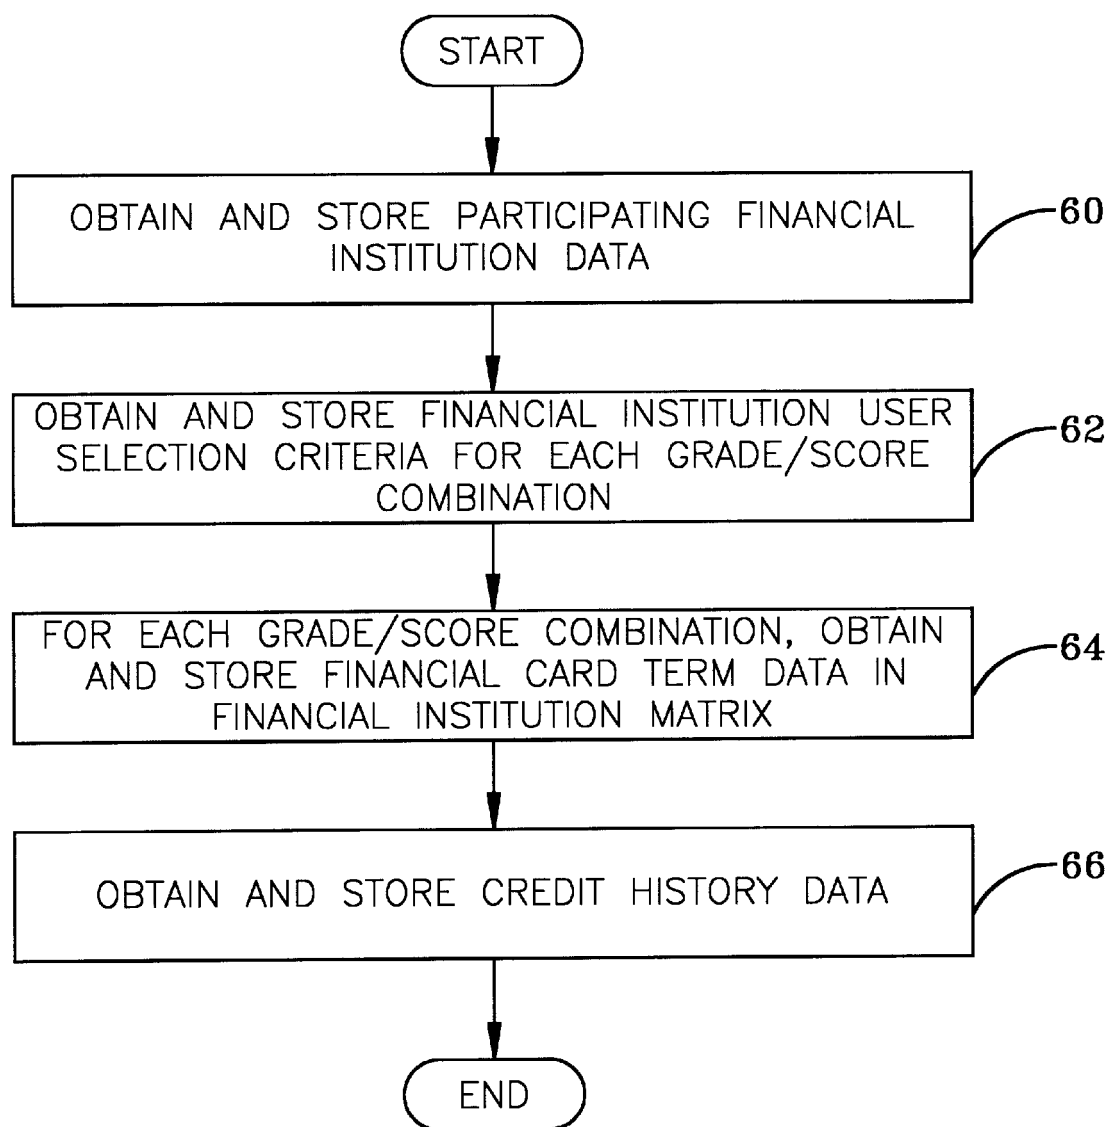 START
OBTAIN AND STORE PARTICIPATING FINANCIAL
INSTITUTION DATA
60
OBTAIN AND STORE FINANCIAL INSTITUTION USER
SELECTION CRITERIA FOR EACH GRADE/SCORE
COMBINATION
62
FOR EACH GRADE/SCORE COMBINATION, OBTAIN
AND STORE FINANCIAL CARD TERM DATA IN
FINANCIAL INSTITUTION MATRIX
64
OBTAIN AND STORE CREDIT HISTORY DATA
66
END